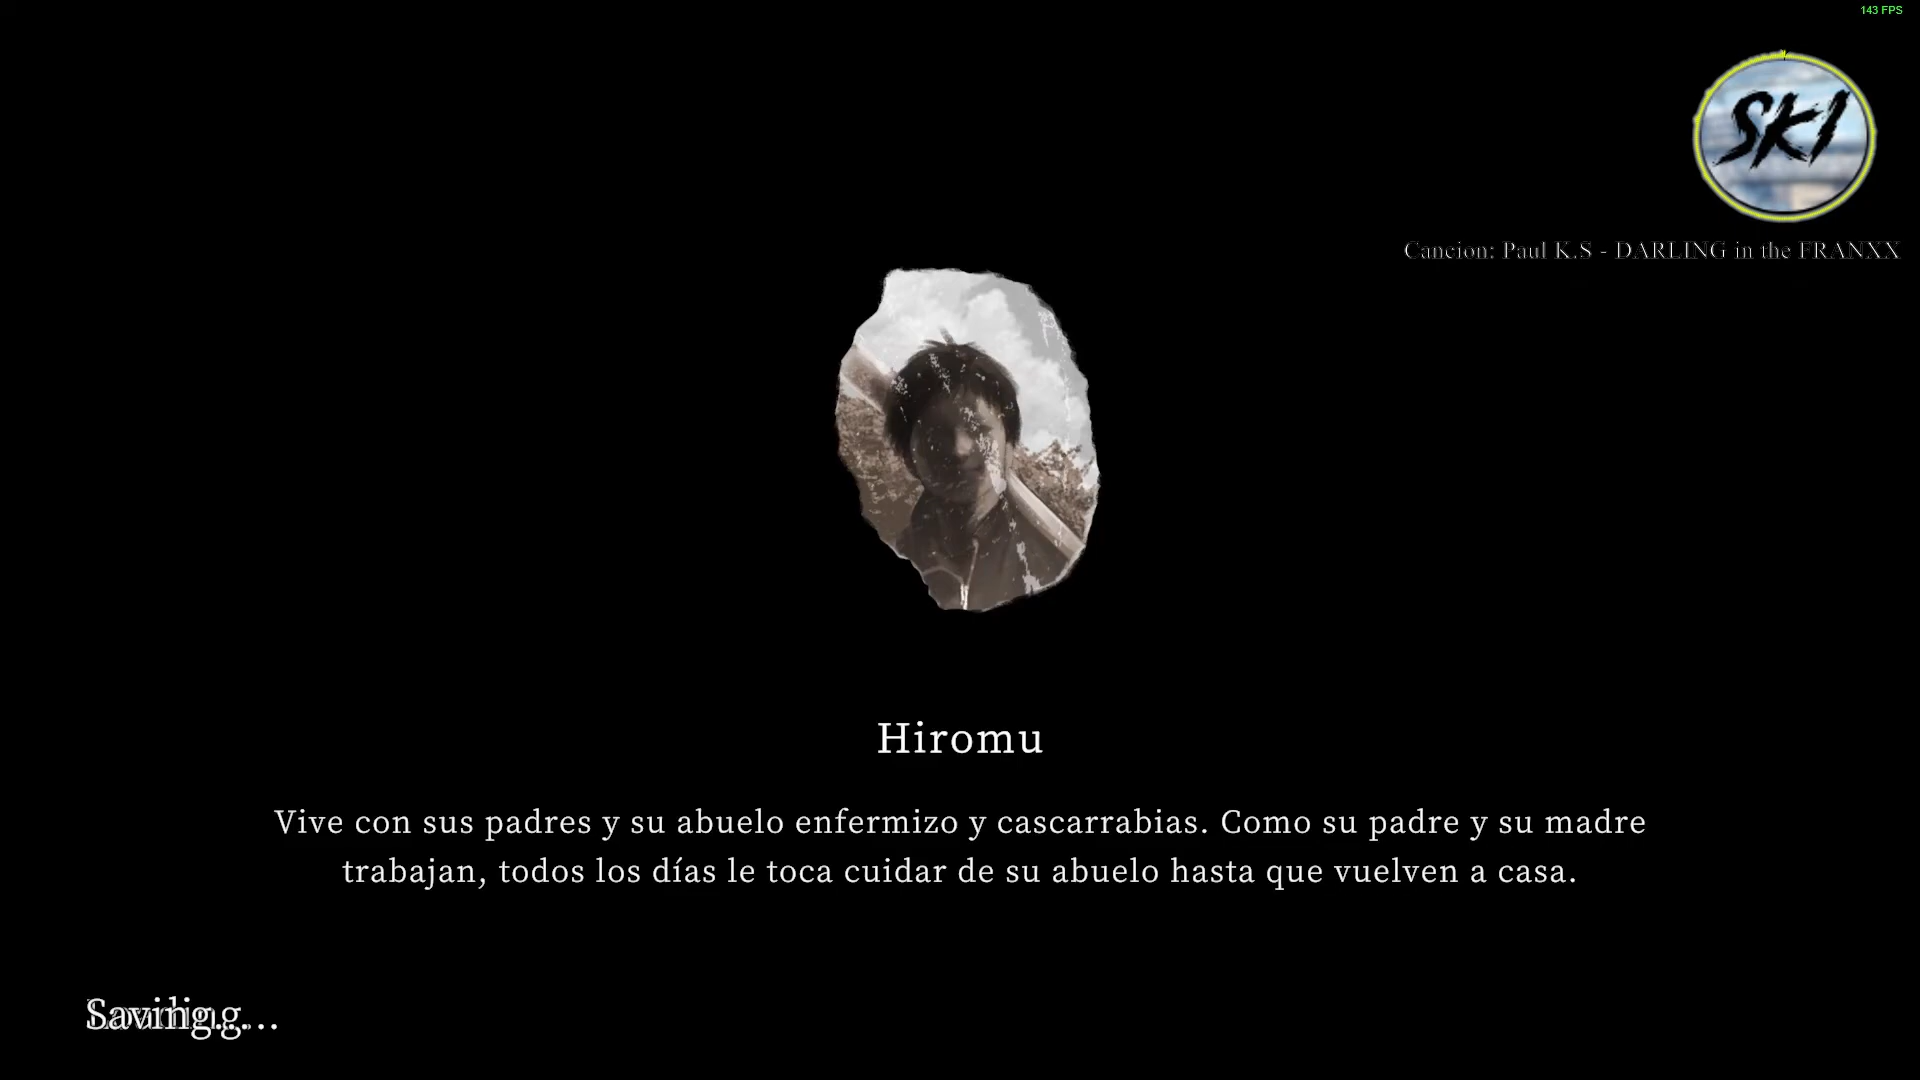 143 FPS
SKI
Cancion: Paul K.S - DARLING in the FRANXX
Hiromu
Vive con sus padres y su abuelo enfermizo y cascarrabias. Como su padre y su madre
trabajan, todos los días le toca cuidar de su abuelo hasta que vuelven a casa.
Saving...